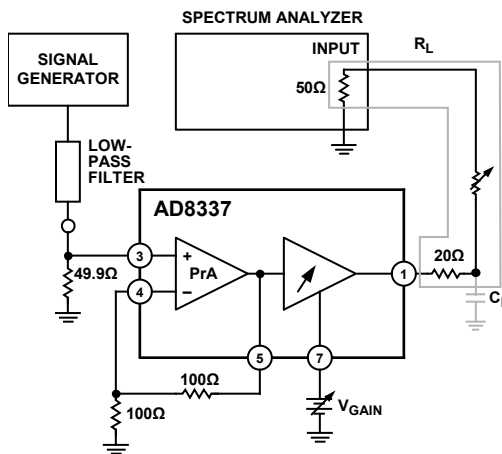 SPECTRUM ANALYZER
SIGNAL
GENERATOR
INPUT
R_L
50Ω
LOW-
PASS
FILTER
AD8337
49.9Ω
3
+
PrA
4
−
1
20Ω
5
7
100Ω
100Ω
V_GAIN